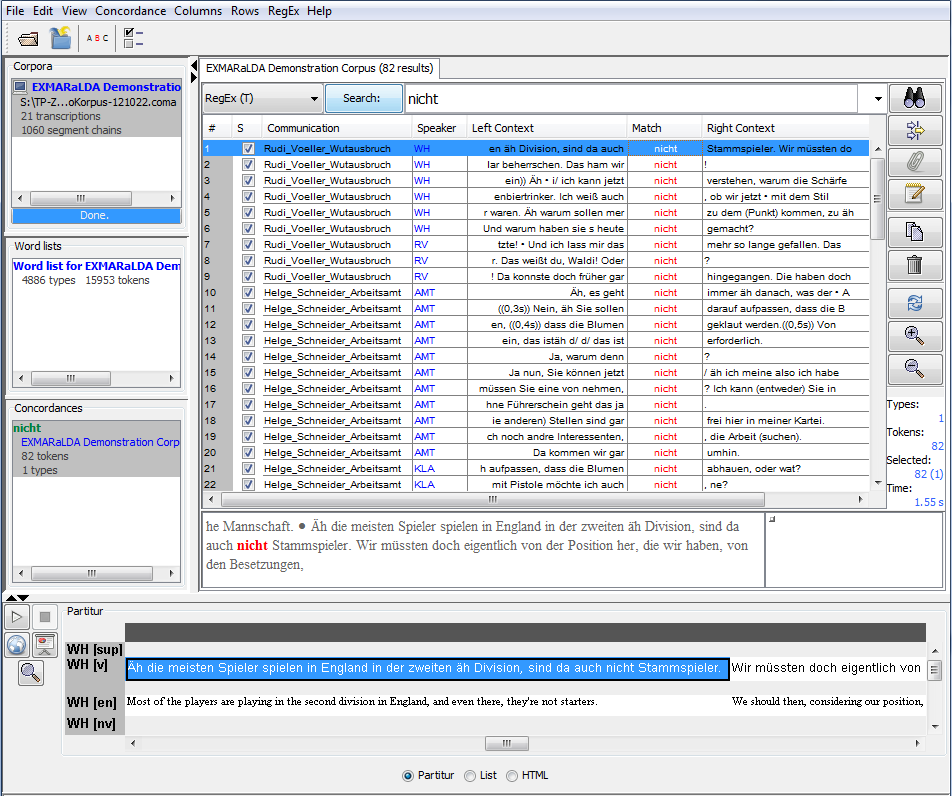 File Edit View Concordance Columns Rows RegEx Help
A B C
Corpora
EXMARaLDA Demonstratio
S:\TP-Z...oKorpus-121022.coma
21 transcriptions
1060 segment chains
Done.
Word lists
Word list for EXMARaLDA Dem
4886 types 15953 tokens
Concordances
nicht
EXMARaLDA Demonstration Corp
82 tokens
1 types
EXMARaLDA Demonstration Corpus (82 results)
RegEx (T) Search: nicht
# S Communication Speaker Left Context Match Right Context
1 Rudi_Voeller_Wutausbruch WH en äh Division, sind da auch nicht Stammspieler. Wir müssten do
2 Rudi_Voeller_Wutausbruch WH lar beherrschen. Das ham wir nicht !
3 Rudi_Voeller_Wutausbruch WH ein)) Äh • i/ ich kann jetzt nicht verstehen, warum die Schärfe
4 Rudi_Voeller_Wutausbruch WH enbiertrinker. Ich weiß auch nicht , ob wir jetzt • mit dem Stil
5 Rudi_Voeller_Wutausbruch WH r waren. Äh warum sollen mer nicht zu dem (Punkt) kommen, zu äh
6 Rudi_Voeller_Wutausbruch WH Und warum haben sie s heute nicht gemacht?
7 Rudi_Voeller_Wutausbruch RV tzte! • Und ich lass mir das nicht mehr so lange gefallen. Das
8 Rudi_Voeller_Wutausbruch RV r. Das weißt du, Waldi! Oder nicht ?
9 Rudi_Voeller_Wutausbruch RV ! Da konnste doch früher gar nicht hingegangen. Die haben doch
10 Helge_Schneider_Arbeitsamt AMT Äh, es geht nicht immer äh danach, was der • A
11 Helge_Schneider_Arbeitsamt AMT ((0,3s)) Nein, äh Sie sollen nicht darauf aufpassen, dass die B
12 Helge_Schneider_Arbeitsamt AMT en, ((0,4s)) dass die Blumen nicht geklaut werden.((0,5s)) Von
13 Helge_Schneider_Arbeitsamt AMT ein, das istäh d/ d/ das ist nicht erforderlich.
14 Helge_Schneider_Arbeitsamt AMT Ja, warum denn nicht ?
15 Helge_Schneider_Arbeitsamt AMT Ja nun, Sie können jetzt nicht / äh ich meine also ich habe
16 Helge_Schneider_Arbeitsamt AMT müssen Sie eine von nehmen, nicht ? Ich kann (entweder) Sie in
17 Helge_Schneider_Arbeitsamt AMT hne Führerschein geht das ja nicht .
18 Helge_Schneider_Arbeitsamt AMT ie anderen) Stellen sind gar nicht frei hier in meiner Kartei.
19 Helge_Schneider_Arbeitsamt AMT ch noch andre Interessenten, nicht , die Arbeit (suchen).
20 Helge_Schneider_Arbeitsamt AMT Da kommen wir gar nicht umhin.
21 Helge_Schneider_Arbeitsamt KLA h aufpassen, dass die Blumen nicht abhauen, oder wat?
22 Helge_Schneider_Arbeitsamt KLA mit Pistole möchte ich auch nicht , ne?
Types:
1
Tokens:
82
Selected:
82 (1)
Time:
1.55 s
he Mannschaft. ● Äh die meisten Spieler spielen in England in der zweiten äh Division, sind da
auch nicht Stammspieler. Wir müssten doch eigentlich von der Position her, die wir haben, von
den Besetzungen,
Partitur
WH [sup]
WH [v] Äh die meisten Spieler spielen in England in der zweiten äh Division, sind da auch nicht Stammspieler. Wir müssten doch eigentlich von
WH [en] Most of the players are playing in the second division in England, and even there, they're not starters. We should then, considering our position,
WH [nv]
Partitur List HTML